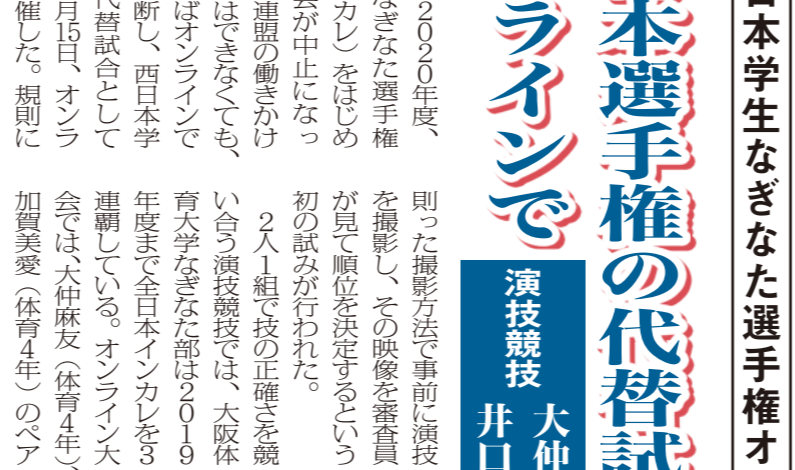 日本学生なぎなた選手権オ
本選手権の代替試
ラインで
演技競技
大仲
井口
2020年度、
なぎなた選手権
カレ）をはじめ
会が中止になっ
連盟の働きかけ
はできなくても、
ばオンラインで
断し、西日本学
代替試合として
月15日、オンラ
催した。規則に
則った撮影方法で事前に演技
を撮影し、その映像を審査員
が見て順位を決定するという
初の試みが行われた。
2人1組で技の正確さを競
い合う演技競技では、大阪体
育大学なぎなた部は2019
年度まで全日本インカレを3
連覇している。オンライン大
会では、大仲麻友（体育4年）、
加賀美愛（体育4年）のペア